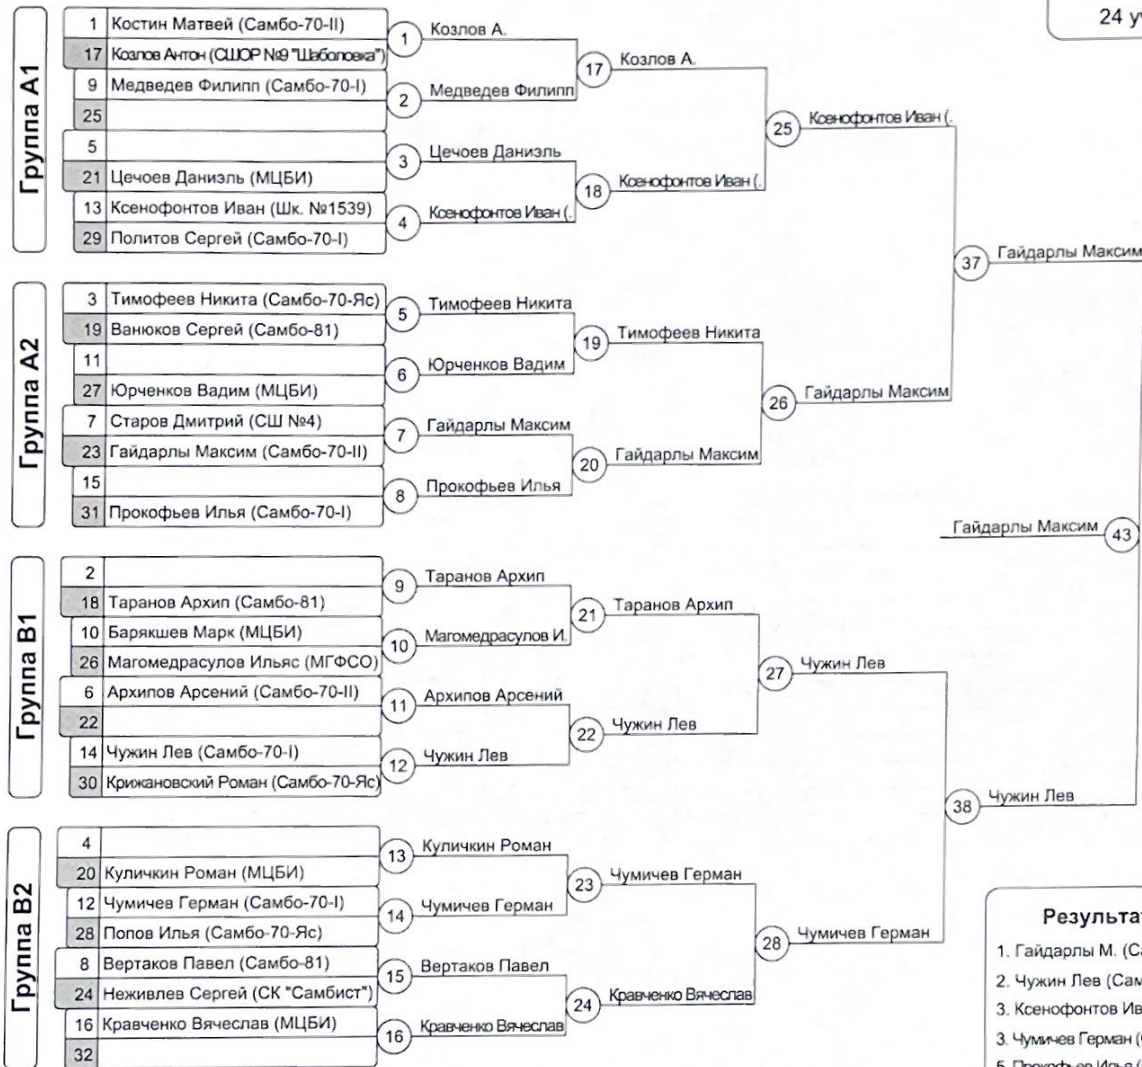 24 уч
Группа A1
1 Костин Матвей (Самбо-70-II)
17 Козлов Антон (СШОР №9 "Шаболовка")
9 Медведев Филипп (Самбо-70-I)
25
5
21 Цечоев Даниэль (МЦБИ)
13 Ксенофонтов Иван (Шк. №1539)
29 Политов Сергей (Самбо-70-I)
1 Козлов А.
2 Медведев Филипп
3 Цечоев Даниэль
4 Ксенофонтов Иван (.
17 Козлов А.
18 Ксенофонтов Иван (.
25 Ксенофонтов Иван (.
Группа A2
3 Тимофеев Никита (Самбо-70-Яс)
19 Ванюков Сергей (Самбо-81)
11
27 Юрченков Вадим (МЦБИ)
7 Старов Дмитрий (СШ №4)
23 Гайдарлы Максим (Самбо-70-II)
15
31 Прокофьев Илья (Самбо-70-I)
5 Тимофеев Никита
6 Юрченков Вадим
7 Гайдарлы Максим
8 Прокофьев Илья
19 Тимофеев Никита
20 Гайдарлы Максим
26 Гайдарлы Максим
37 Гайдарлы Максим
Гайдарлы Максим 43
Группа B1
2
18 Таранов Архип (Самбо-81)
10 Барякшев Марк (МЦБИ)
26 Магомедрасулов Ильяс (МГФСО)
6 Архипов Арсений (Самбо-70-II)
22
14 Чужин Лев (Самбо-70-I)
30 Крижановский Роман (Самбо-70-Яс)
9 Таранов Архип
10 Магомедрасулов И.
11 Архипов Арсений
12 Чужин Лев
21 Таранов Архип
22 Чужин Лев
27 Чужин Лев
38 Чужин Лев
Группа B2
4
20 Куличкин Роман (МЦБИ)
12 Чумичев Герман (Самбо-70-I)
28 Попов Илья (Самбо-70-Яс)
8 Вертаков Павел (Самбо-81)
24 Неживлев Сергей (СК "Самбист")
16 Кравченко Вячеслав (МЦБИ)
32
13 Куличкин Роман
14 Чумичев Герман
15 Вертаков Павел
16 Кравченко Вячеслав
23 Чумичев Герман
24 Кравченко Вячеслав
28 Чумичев Герман
Результа
1. Гайдарлы М. (Са
2. Чужин Лев (Сам
3. Ксенофонтов Ив
3. Чумичев Герман (
5. Прокофьев Илья (